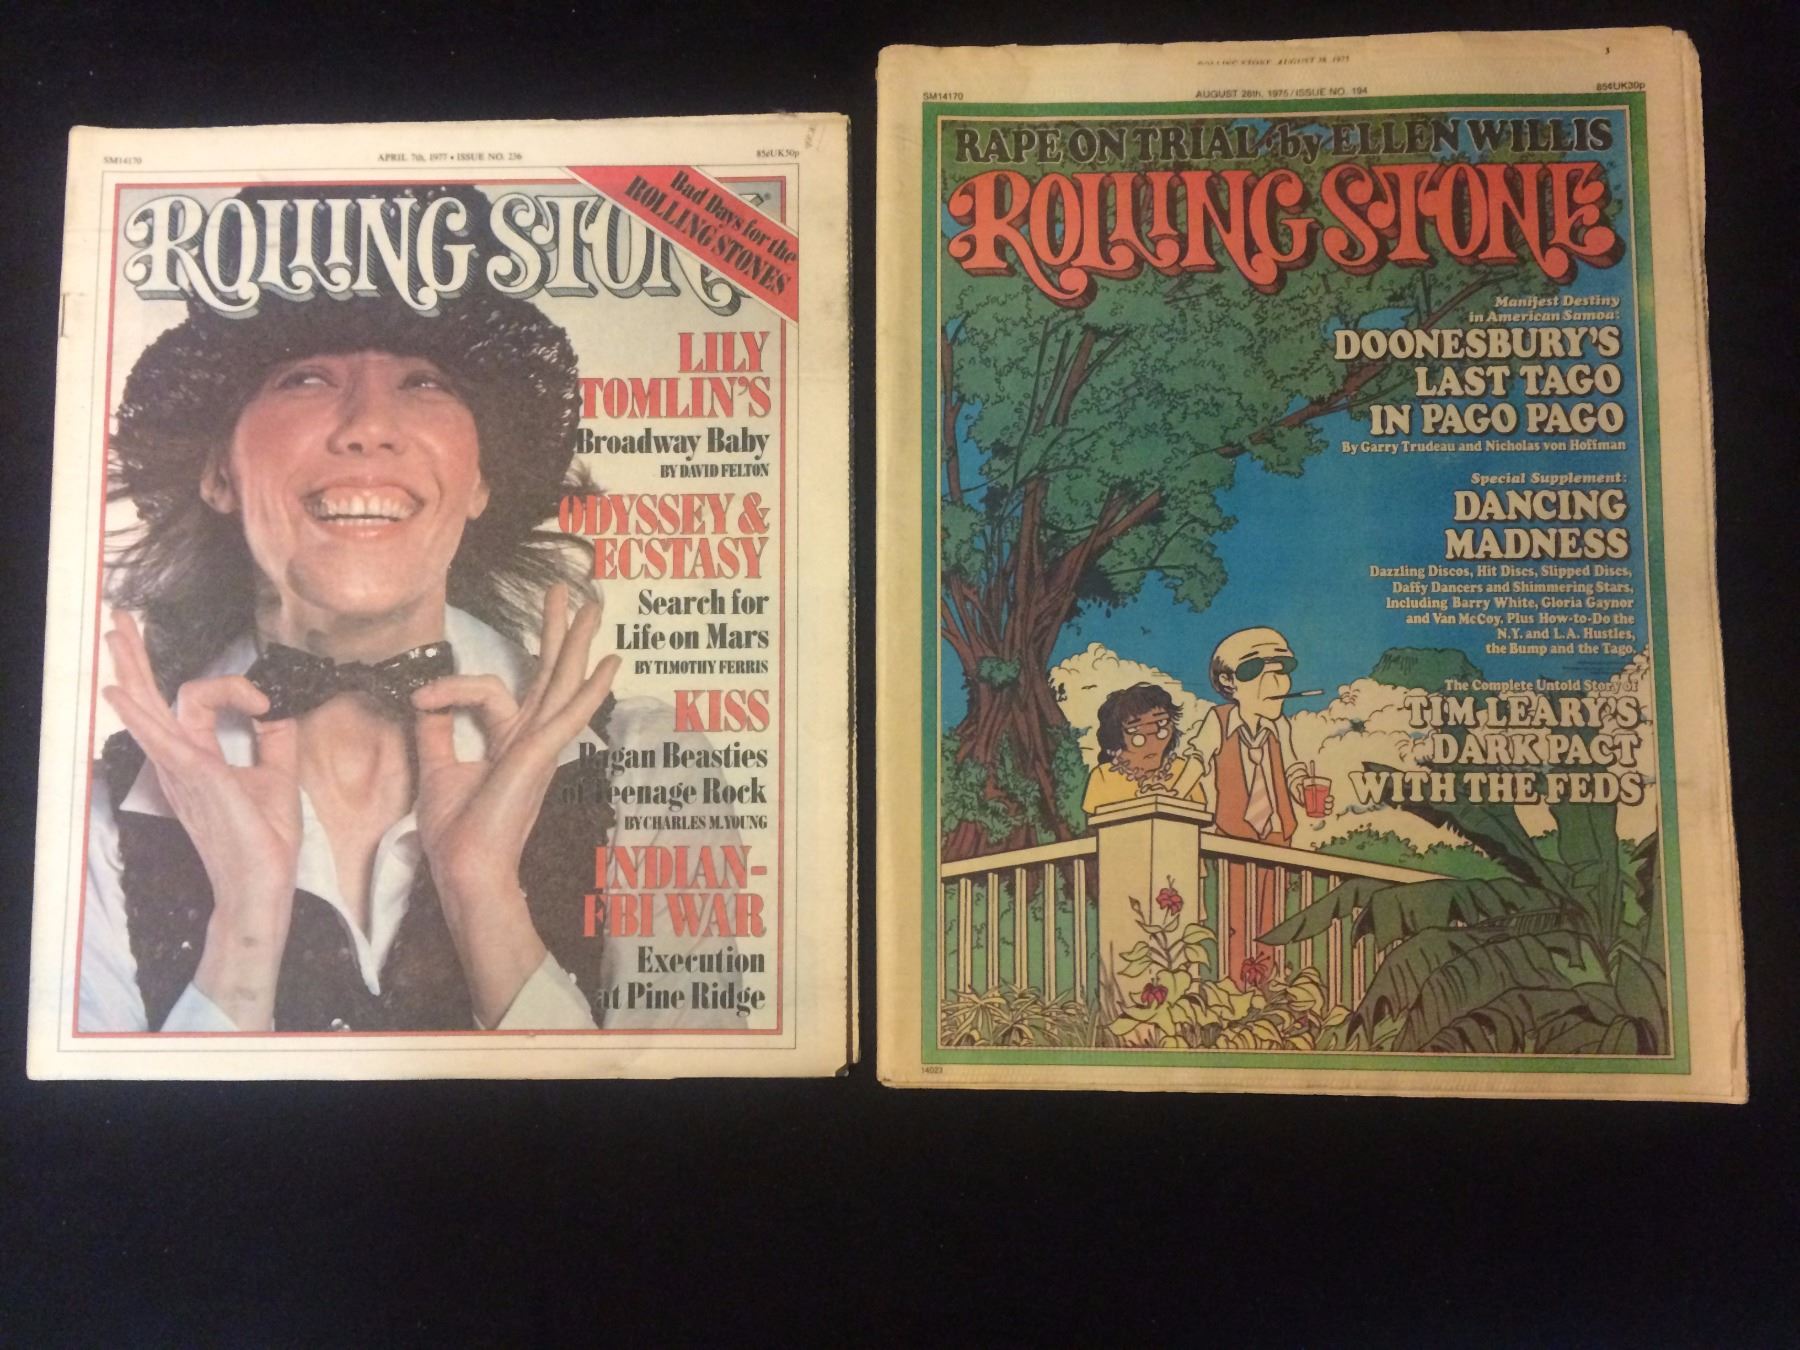 SM14170
APRIL 7th, 1977 • ISSUE NO. 236
85¢UK50p
ROLLING STONE
Bad Days for the
ROLLING STONES
LILY
TOMLIN'S
Broadway Baby
BY DAVID FELTON
ODYSSEY &
ECSTASY
Search for
Life on Mars
BY TIMOTHY FERRIS
KISS
Pagan Beasties
of Teenage Rock
BY CHARLES M. YOUNG
INDIAN-
FBI WAR
Execution
at Pine Ridge
ROLLING STONE, AUGUST 28, 1975
3
SM14170
AUGUST 28th, 1975/ISSUE NO. 194
85¢UK30p
RAPE ON TRIAL • by ELLEN WILLIS
ROLLING STONE
Manifest Destiny
in American Samoa:
DOONESBURY'S
LAST TAGO
IN PAGO PAGO
By Garry Trudeau and Nicholas von Hoffman
Special Supplement:
DANCING
MADNESS
Dazzling Discos, Hit Discs, Slipped Discs,
Daffy Dancers and Shimmering Stars,
Including Barry White, Gloria Gaynor
and Van McCoy, Plus How-to-Do the
N.Y. and L.A. Hustles,
the Bump and the Tago.
The Complete Untold Story of
TIM LEARY'S
DARK PACT
WITH THE FEDS
14023